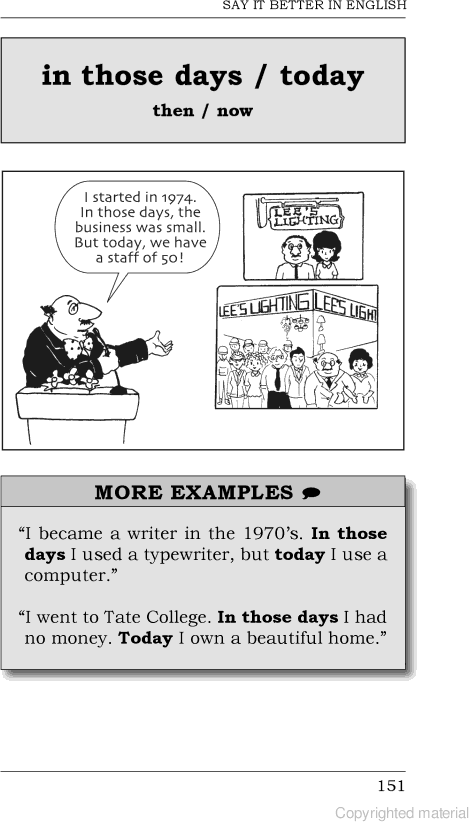 SAY IT BETTER IN ENGLISH
in those days / today
then / now
I started in 1974.
In those days, the
business was small.
But today, we have
a staff of 50!
LEE'S
LIGHTING
LEE'S LIGHTING LEE'S LIGHT
MORE EXAMPLES
“I became a writer in the 1970’s. In those
days I used a typewriter, but today I use a
computer.”
“I went to Tate College. In those days I had
no money. Today I own a beautiful home.”
151
Copyrighted material